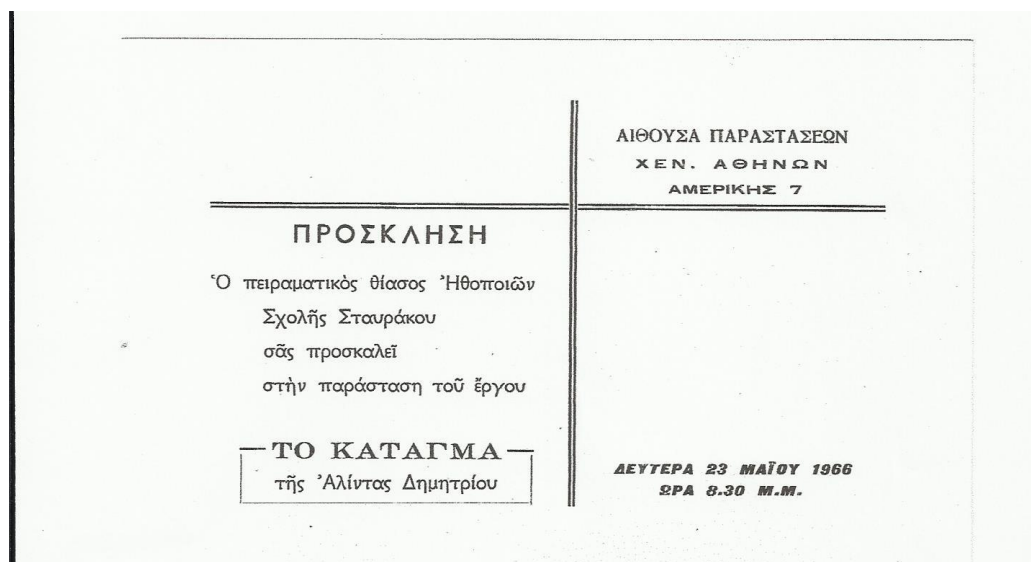 ΑΙΘΟΥΣΑ ΠΑΡΑΣΤΑΣΕΩΝ
ΧΕΝ. ΑΘΗΝΩΝ
ΑΜΕΡΙΚΗΣ 7
ΠΡΟΣΚΛΗΣΗ
Ὁ πειραματικὸς θίασος Ἠθοποιῶν
Σχολῆς Σταυράκου
σᾶς προσκαλεῖ
στὴν παράσταση τοῦ ἔργου
ΤΟ ΚΑΤΑΓΜΑ
τῆς Ἀλίντας Δημητρίου
ΔΕΥΤΕΡΑ 23 ΜΑΪΟΥ 1966
ΩΡΑ 8.30 Μ.Μ.